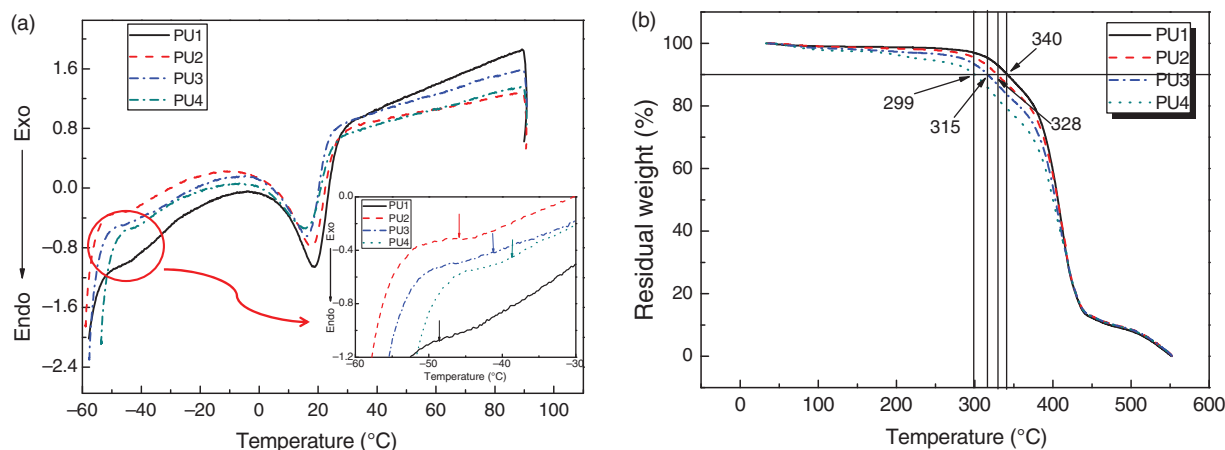 (a)
PU1
PU2
PU3
PU4
Exo
Endo
1.6
0.8
0.0
−0.8
−1.6
−2.4
−60 −40 −20 0 20 40 60 80 100
Temperature (°C)
PU1
PU2
PU3
PU4
Exo
Endo
0.0
−0.4
−0.8
−1.2
−60 −50 −40 −30
Temperature (°C)
(b)
PU1
PU2
PU3
PU4
340
299
315
328
Residual weight (%)
100
80
60
40
20
0
0 100 200 300 400 500 600
Temperature (°C)